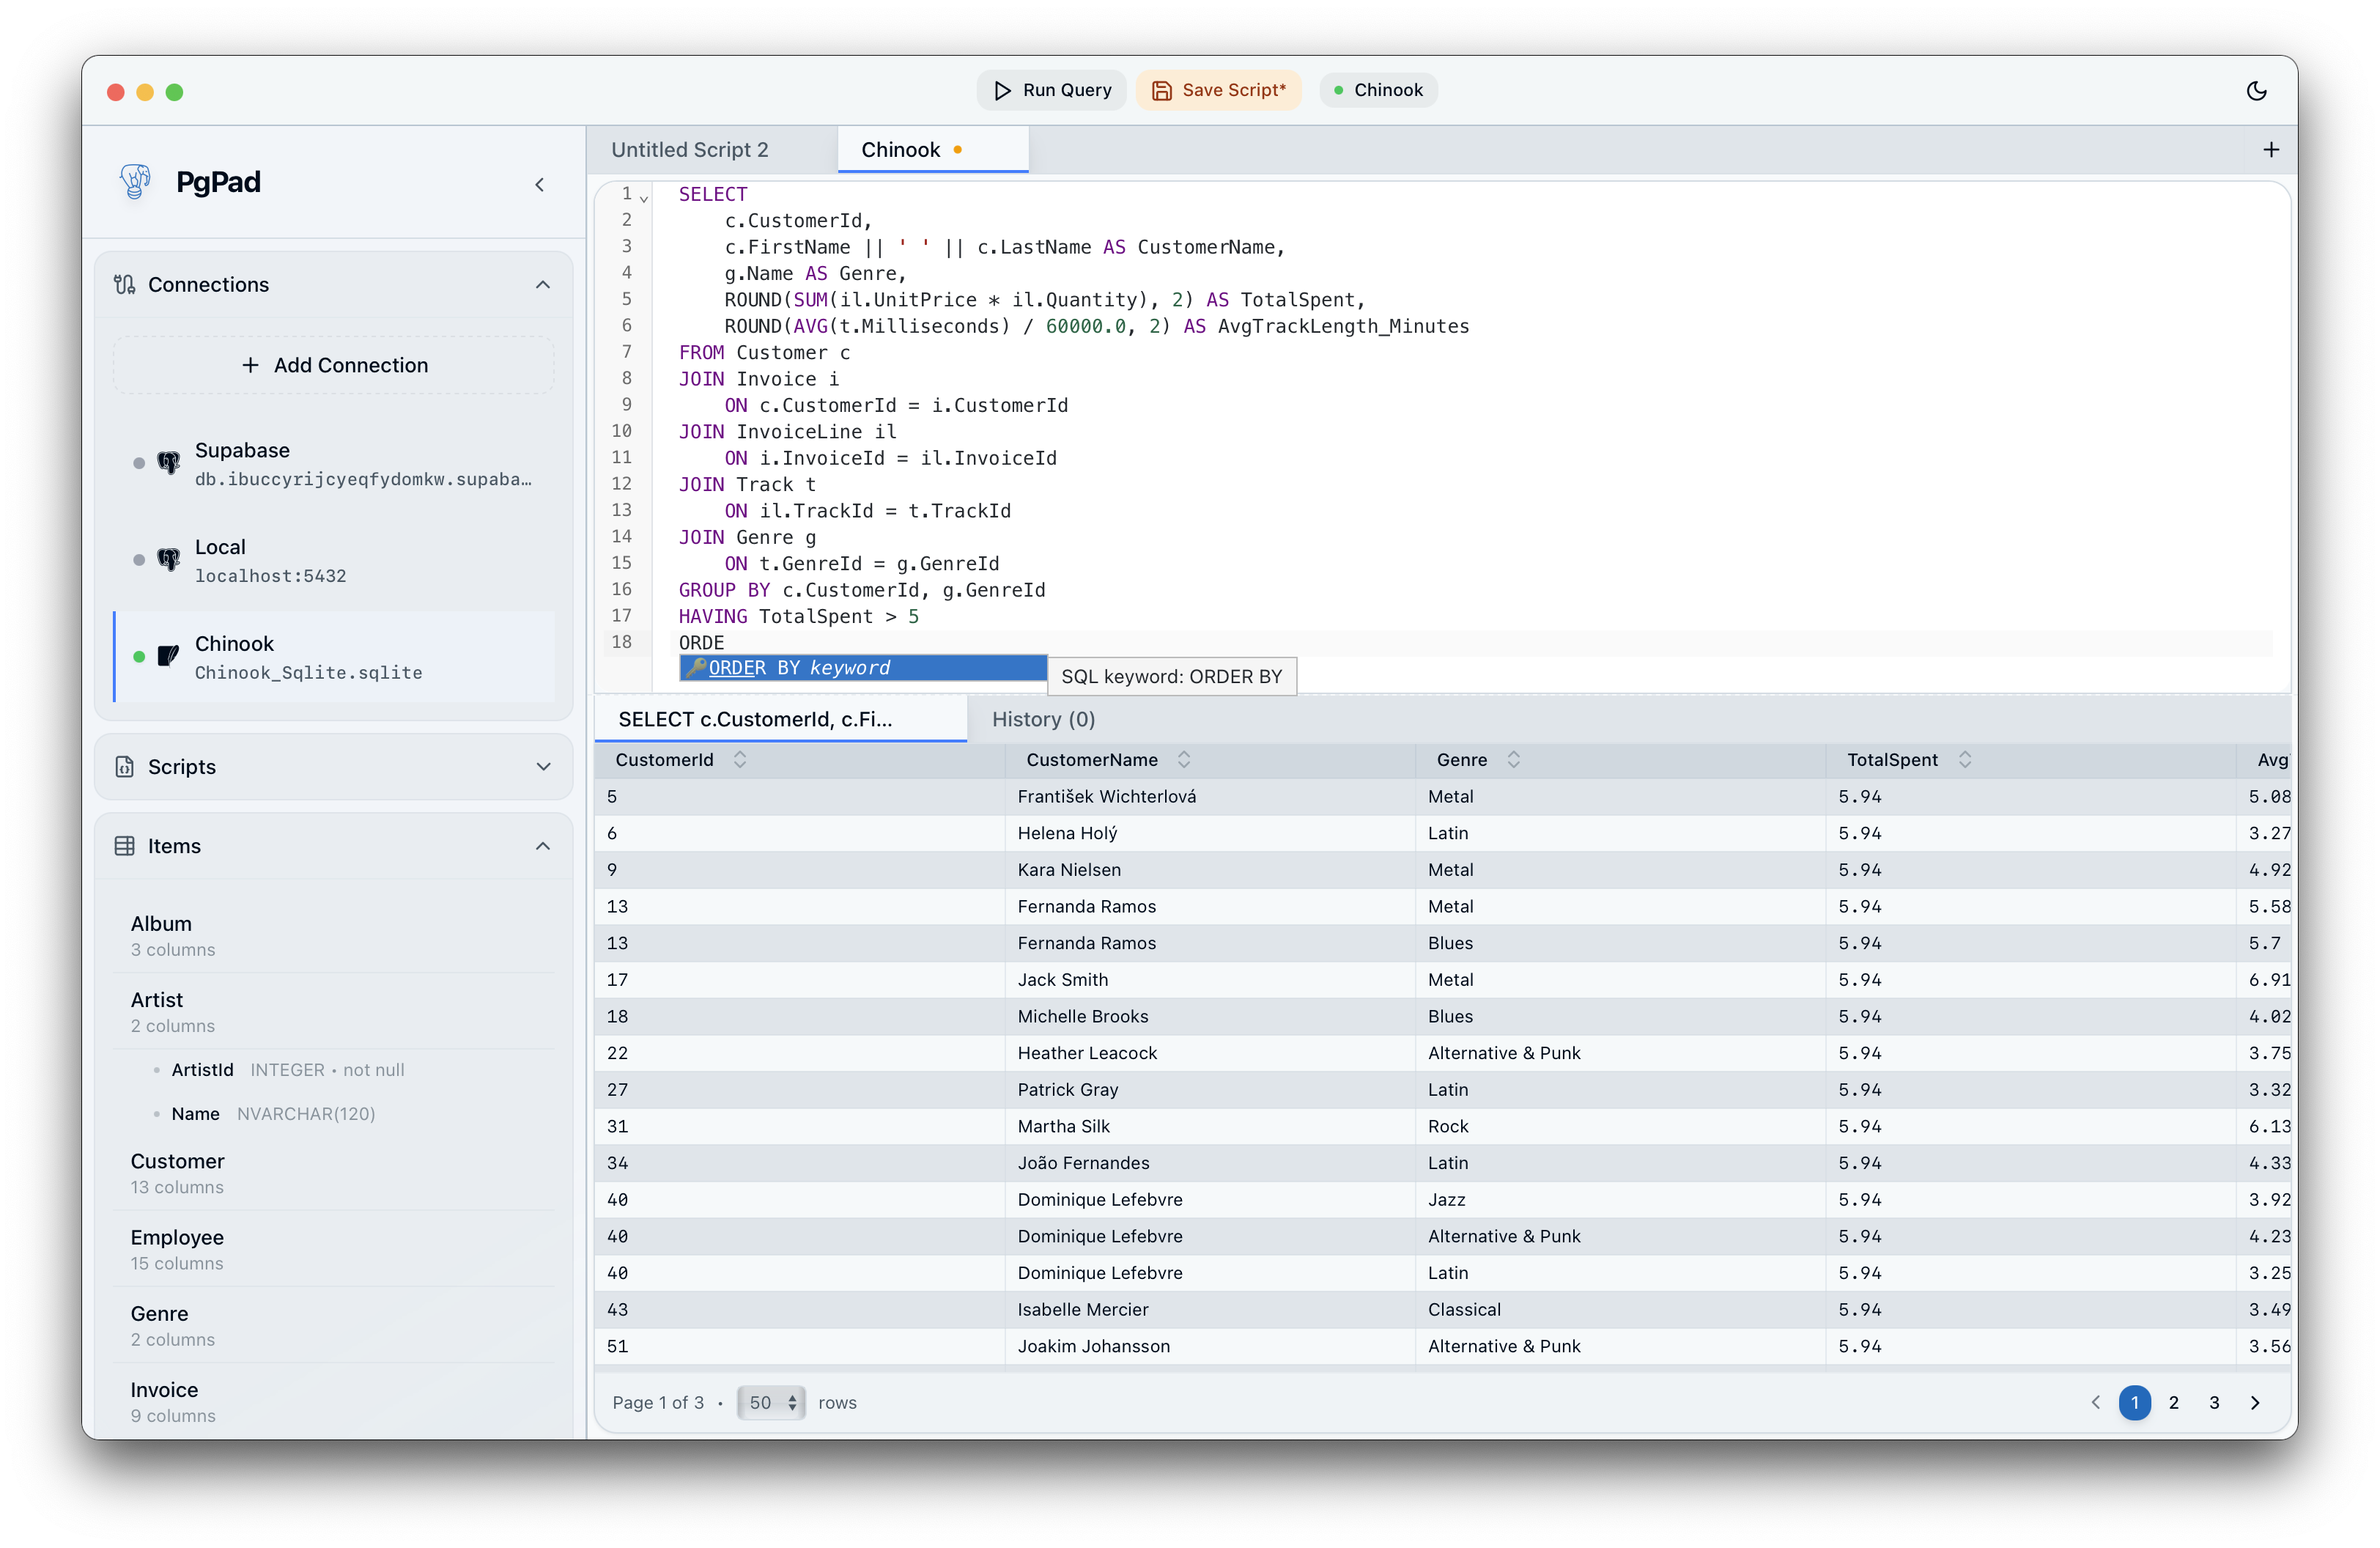 Run Query
Save Script*
Chinook
PgPad
Connections
Add Connection
Supabase
db.ibuccyrijcyeqfydomkw.supaba…
Local
localhost:5432
Chinook
Chinook_Sqlite.sqlite
Scripts
Items
Album
3 columns
Artist
2 columns
ArtistId INTEGER • not null
Name NVARCHAR(120)
Customer
13 columns
Employee
15 columns
Genre
2 columns
Invoice
9 columns
Untitled Script 2
Chinook
1 SELECT
2 c.CustomerId,
3 c.FirstName || ' ' || c.LastName AS CustomerName,
4 g.Name AS Genre,
5 ROUND(SUM(il.UnitPrice * il.Quantity), 2) AS TotalSpent,
6 ROUND(AVG(t.Milliseconds) / 60000.0, 2) AS AvgTrackLength_Minutes
7 FROM Customer c
8 JOIN Invoice i
9 ON c.CustomerId = i.CustomerId
10 JOIN InvoiceLine il
11 ON i.InvoiceId = il.InvoiceId
12 JOIN Track t
13 ON il.TrackId = t.TrackId
14 JOIN Genre g
15 ON t.GenreId = g.GenreId
16 GROUP BY c.CustomerId, g.GenreId
17 HAVING TotalSpent > 5
18 ORDE
ORDER BY keyword
SQL keyword: ORDER BY
SELECT c.CustomerId, c.Fi...
History (0)
CustomerId CustomerName Genre TotalSpent Avg
5 František Wichterlová Metal 5.94 5.08
6 Helena Holý Latin 5.94 3.27
9 Kara Nielsen Metal 5.94 4.92
13 Fernanda Ramos Metal 5.94 5.58
13 Fernanda Ramos Blues 5.94 5.7
17 Jack Smith Metal 5.94 6.91
18 Michelle Brooks Blues 5.94 4.02
22 Heather Leacock Alternative & Punk 5.94 3.75
27 Patrick Gray Latin 5.94 3.32
31 Martha Silk Rock 5.94 6.13
34 João Fernandes Latin 5.94 4.33
40 Dominique Lefebvre Jazz 5.94 3.92
40 Dominique Lefebvre Alternative & Punk 5.94 4.23
40 Dominique Lefebvre Latin 5.94 3.25
43 Isabelle Mercier Classical 5.94 3.49
51 Joakim Johansson Alternative & Punk 5.94 3.56
Page 1 of 3 • 50 rows
1 2 3